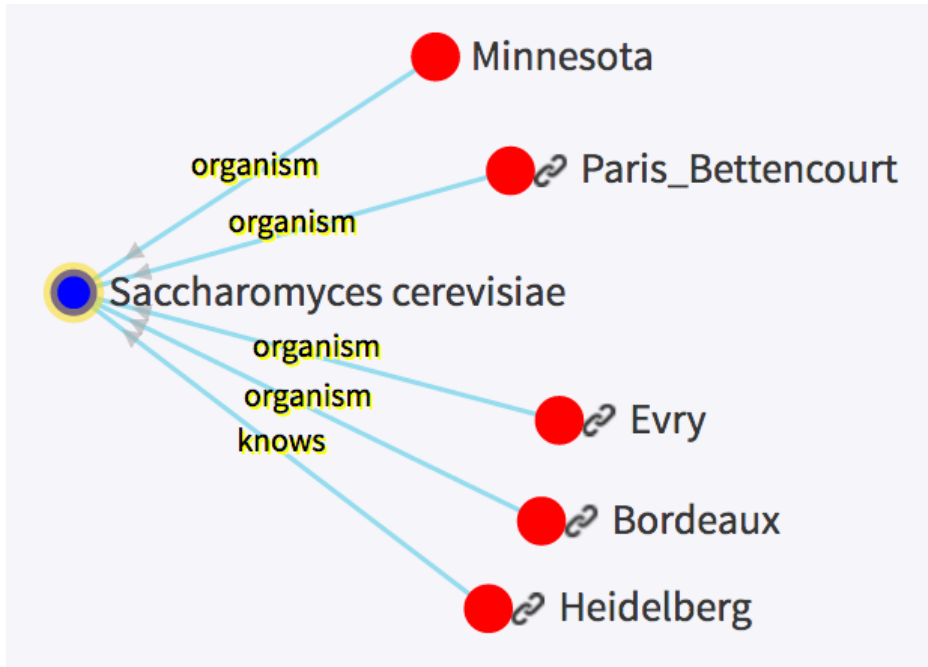 Minnesota
organism
Paris_Bettencourt
organism
Saccharomyces cerevisiae
organism
organism
Evry
knows
Bordeaux
Heidelberg